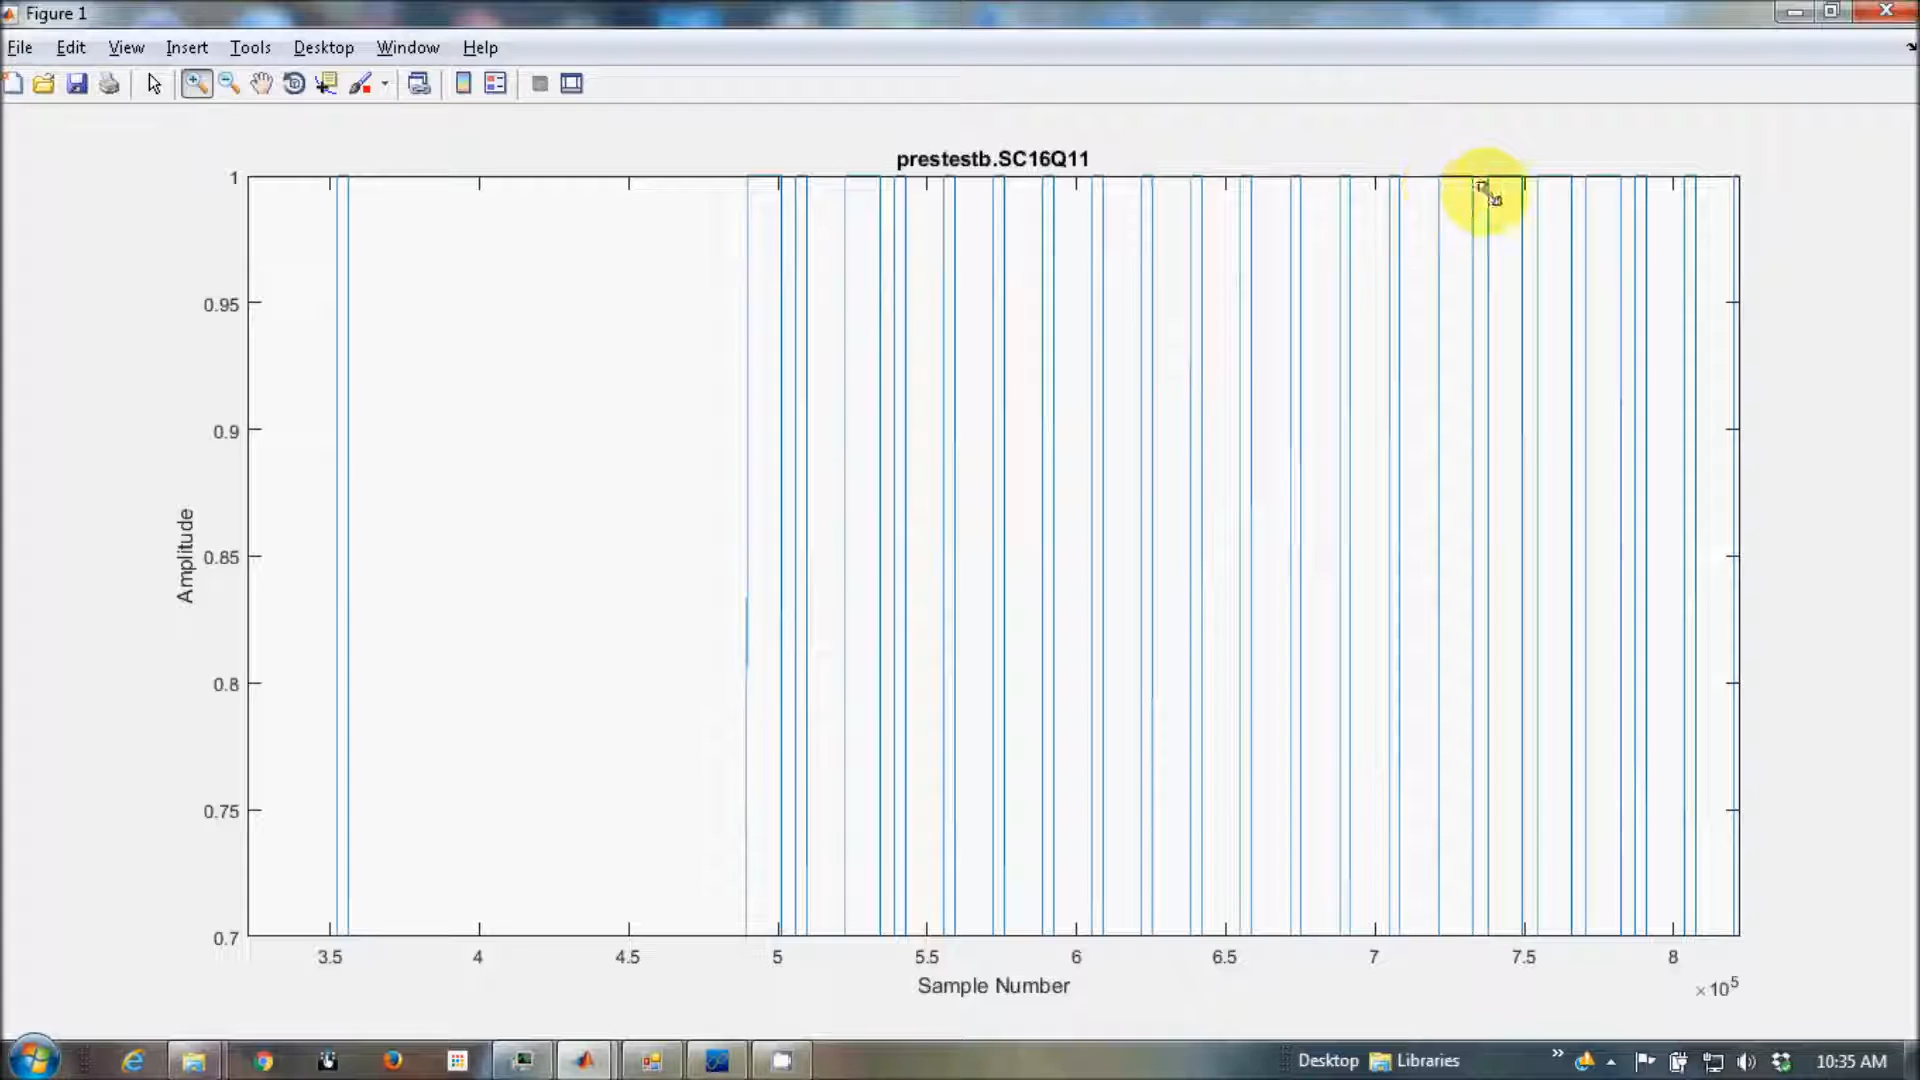 Figure 1
File Edit View Insert Tools Desktop Window Help
prestestb.SC16Q11
1
0.95
0.9
0.85
0.8
0.75
0.7
Amplitude
3.5 4 4.5 5 5.5 6 6.5 7 7.5 8
Sample Number
×10^5
Desktop Libraries » 10:35 AM